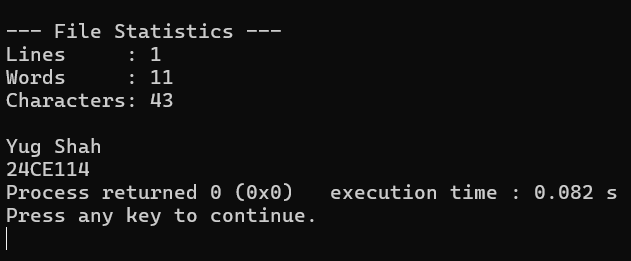 --- File Statistics ---
Lines     : 1
Words     : 11
Characters: 43
Yug Shah
24CE114
Process returned 0 (0x0)   execution time : 0.082 s
Press any key to continue.